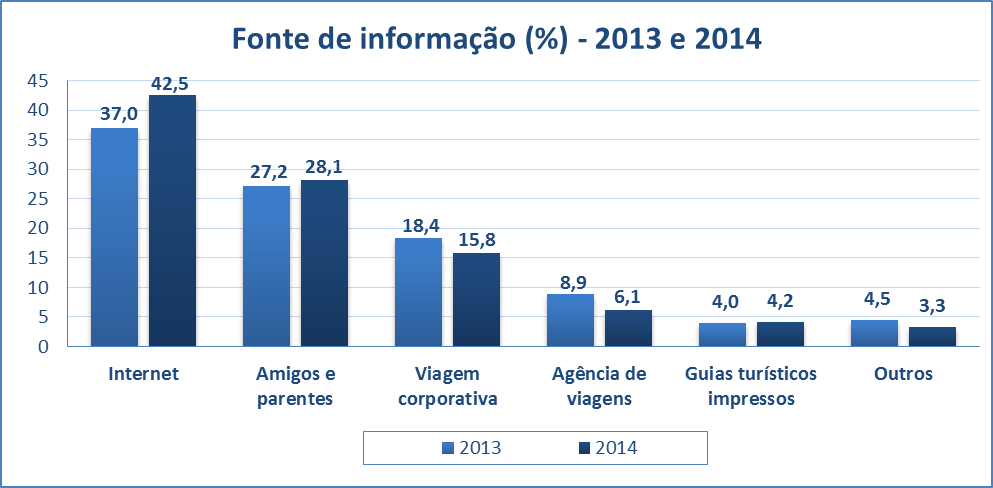 Fonte de informação (%) - 2013 e 2014
45
40
35
30
25
20
15
10
5
0
37,0
42,5
27,2
28,1
18,4
15,8
8,9
6,1
4,0
4,2
4,5
3,3
Internet
Amigos e
parentes
Viagem
corporativa
Agência de
viagens
Guias turísticos
impressos
Outros
2013
2014